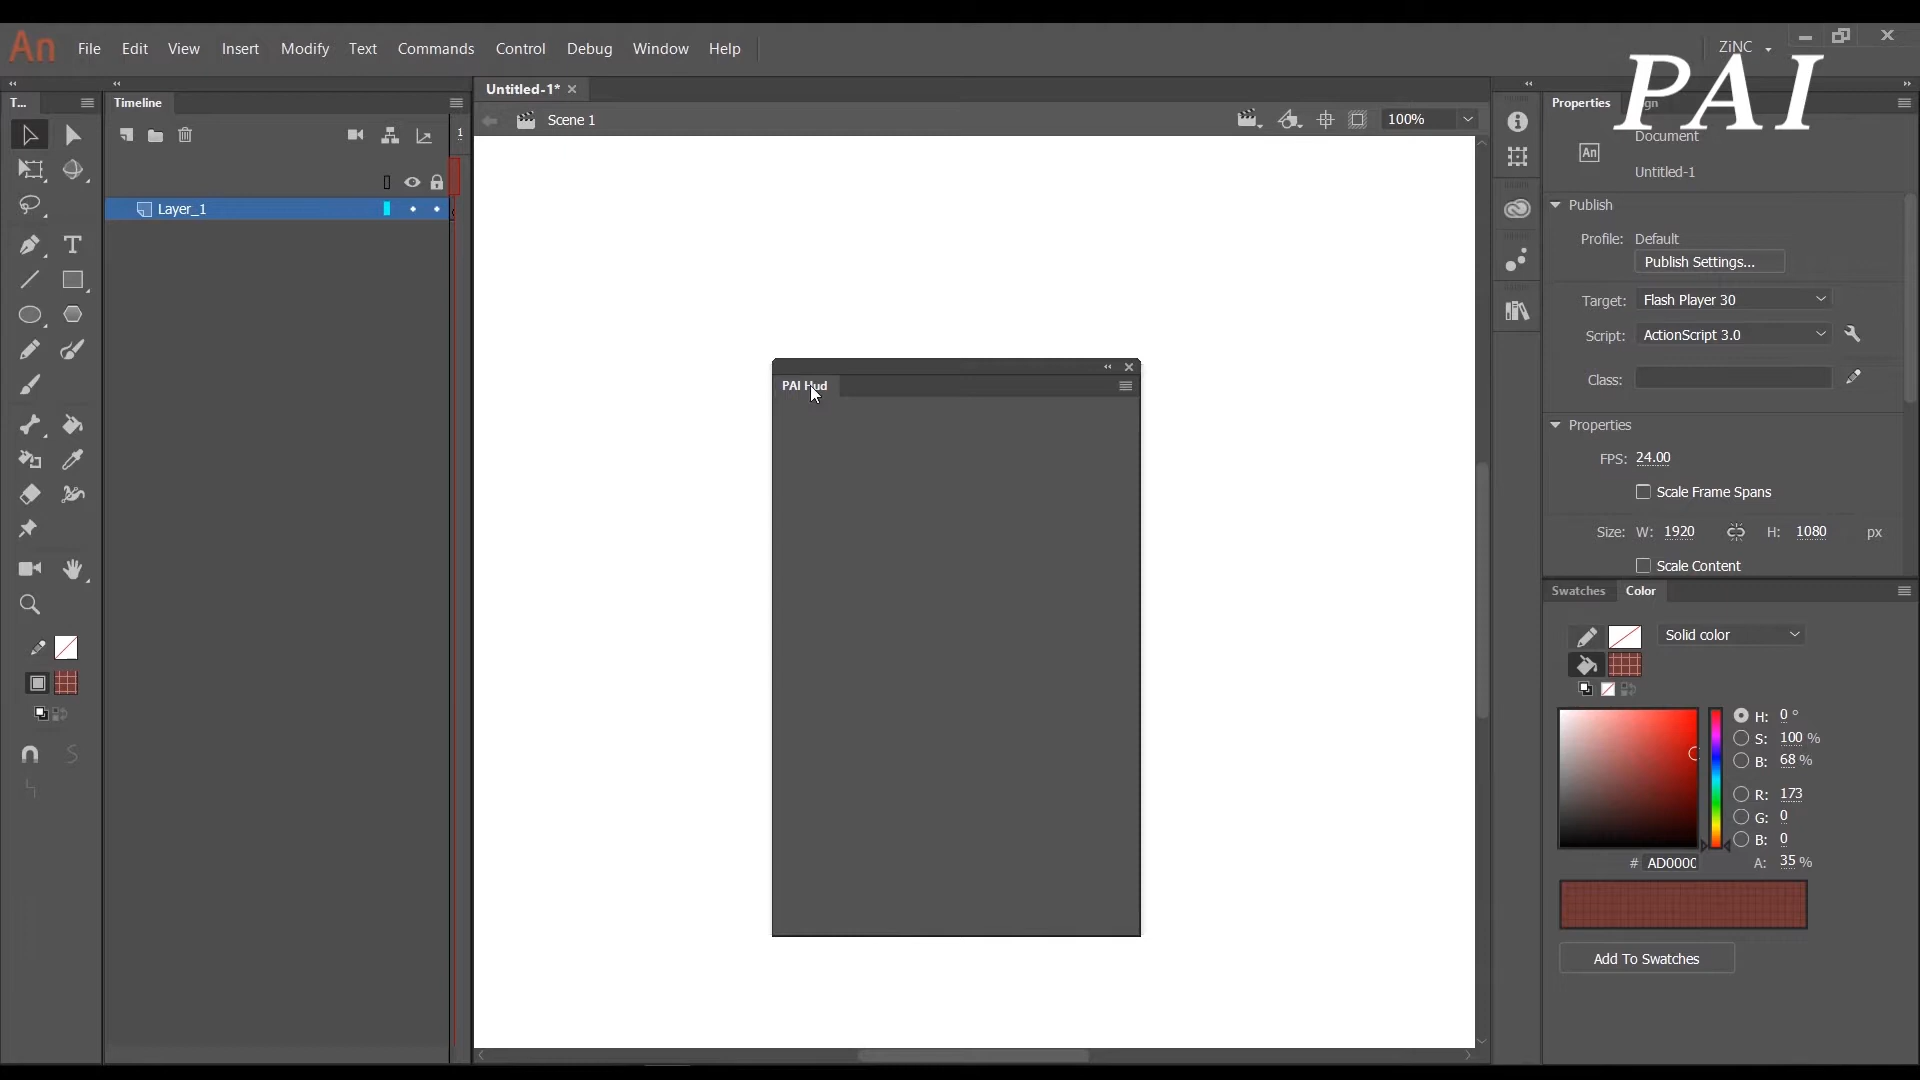 An File Edit View Insert Modify Text Commands Control Debug Window Help
ZiNC
PAI
T... Timeline
Untitled-1*
Properties
Scene 1
100%
1
Document
An
Untitled-1
Layer_1
Publish
Profile: Default
Publish Settings...
Target: Flash Player 30
Script: ActionScript 3.0
Class:
PAI Hud
Properties
FPS: 24.00
Scale Frame Spans
Size: W: 1920 H: 1080 px
Scale Content
Swatches Color
Solid color
H: 0 °
S: 100 %
B: 68 %
R: 173
G: 0
B: 0
# AD0000 A: 35 %
Add To Swatches